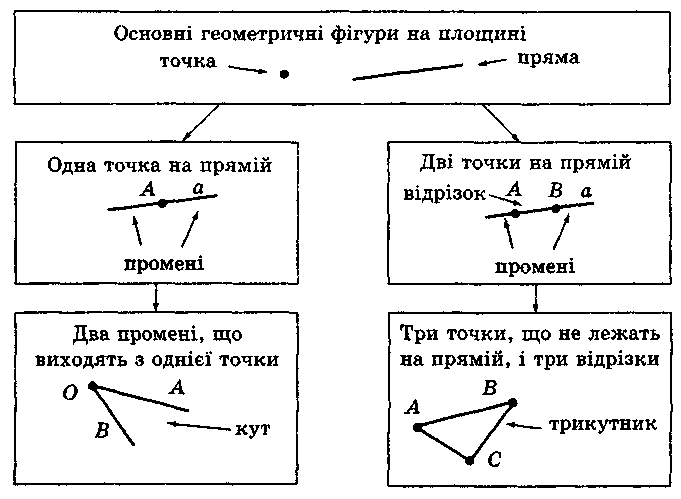 Основні геометричні фігури на площині
точка
пряма
Одна точка на прямій
A a
промені
Дві точки на прямій
відрізок A B a
промені
Два промені, що
виходять з однієї точки
O A
B кут
Три точки, що не лежать
на прямій, і три відрізки
A B
трикутник
C